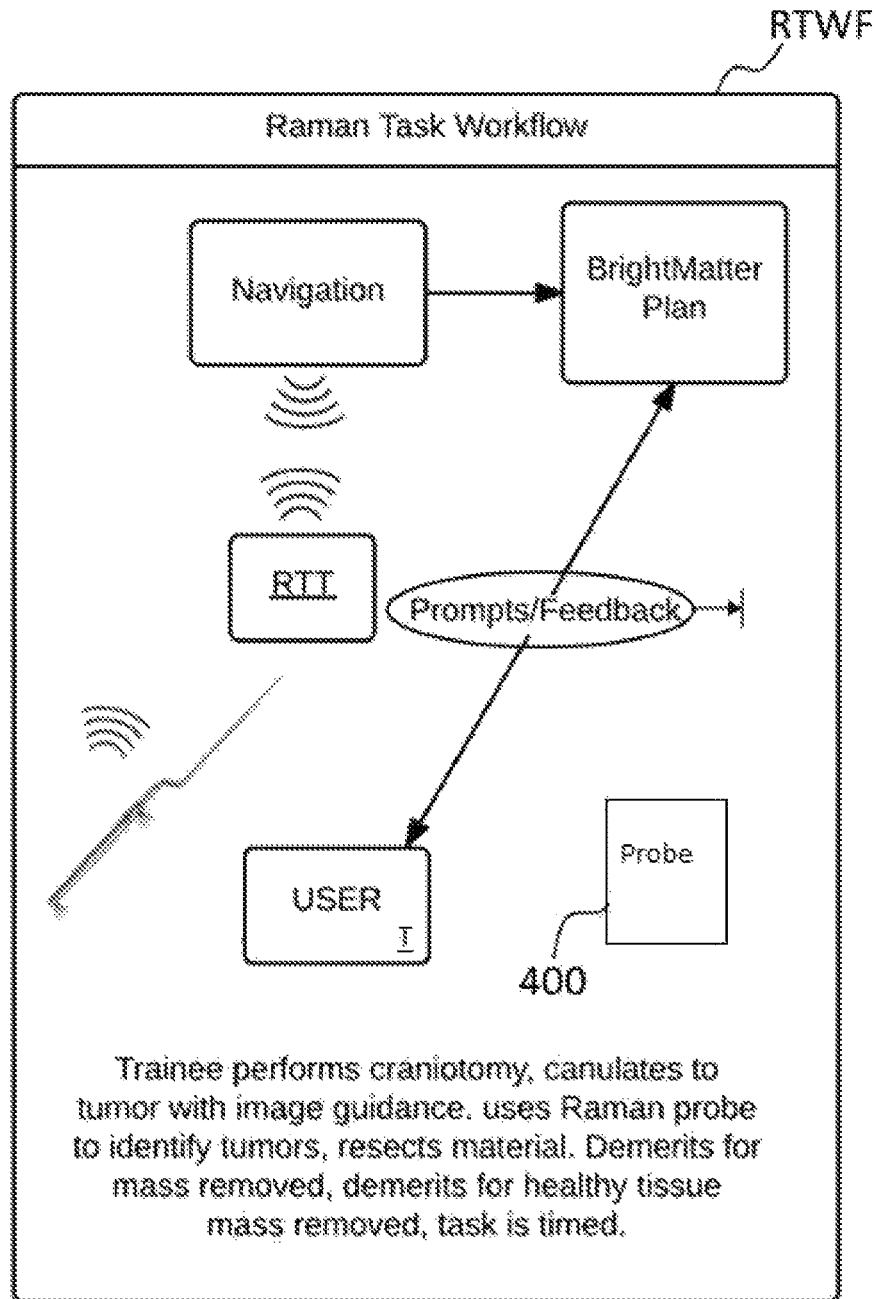 RTWF
Raman Task Workflow
Navigation
BrightMatter
Plan
RTT
Prompts/Feedback
USER
T
Probe
400
Trainee performs craniotomy, canulates to
tumor with image guidance. uses Raman probe
to identify tumors, resects material. Demerits for
mass removed, demerits for healthy tissue
mass removed, task is timed.